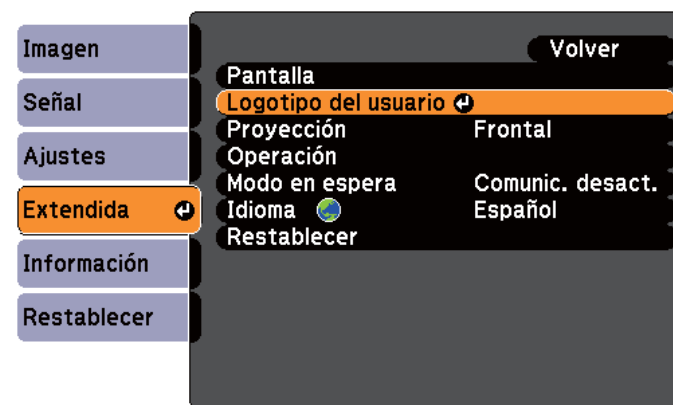 Imagen
Señal
Ajustes
Extendida
Información
Restablecer
Volver
Pantalla
Logotipo del usuario
Proyección Frontal
Operación
Modo en espera Comunic. desact.
Idioma Español
Restablecer